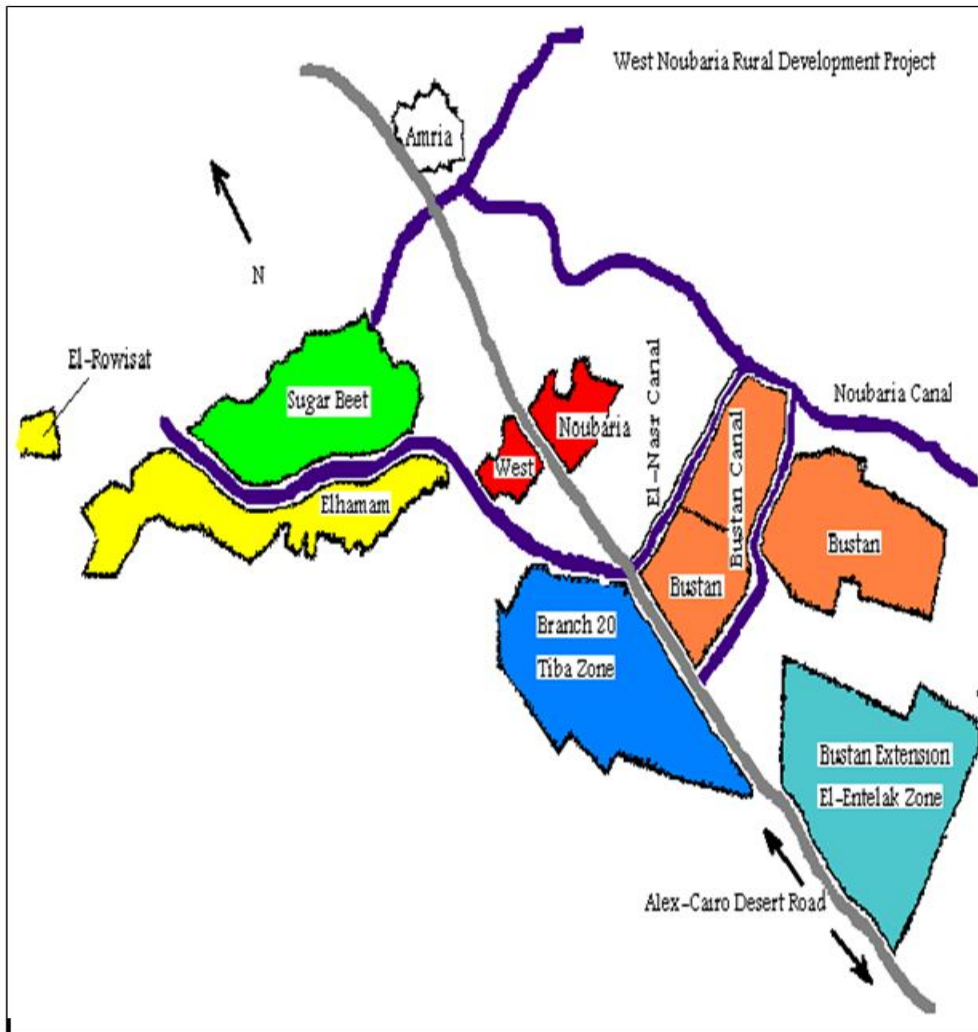 West Noubaria Rural Development Project
Amria
N
El-Rowisat
Sugar Beet
El-Nasr Canal
Noubaria Canal
Noubaria
West
Bustan Canal
Elhamam
Bustan
Bustan
Branch 20
Tiba Zone
Bustan Extension
El-Entelak Zone
Alex-Cairo Desert Road